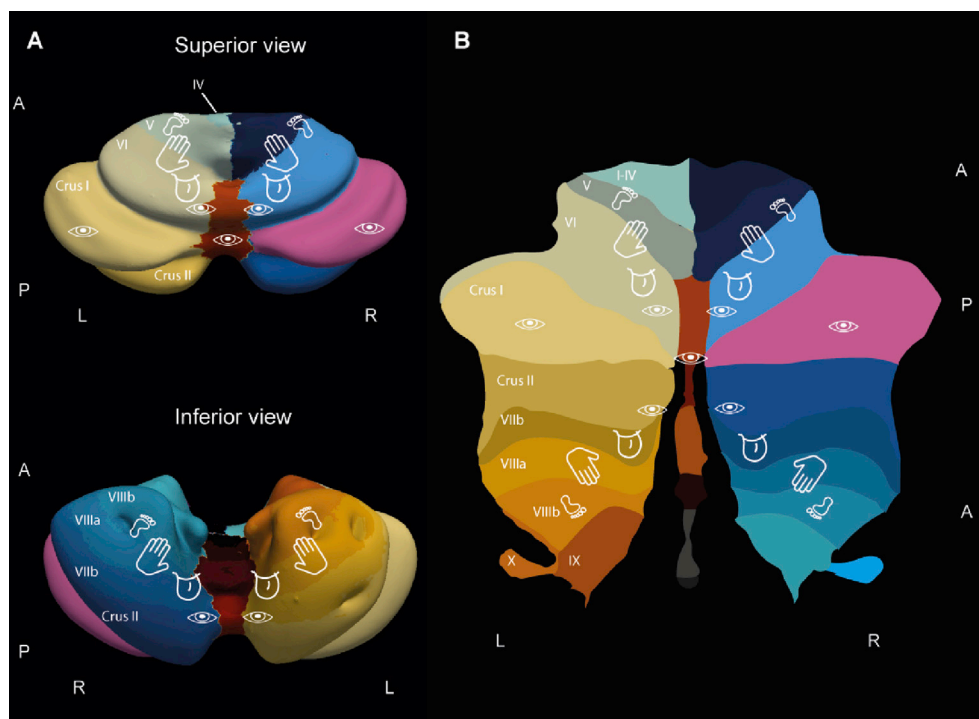 A
Superior view
IV
A
V
VI
Crus I
Crus II
P
L
R
Inferior view
A
VIIIb
VIIIa
VIIb
Crus II
P
R
L
B
A
I-IV
V
VI
P
Crus I
Crus II
VIIb
VIIIa
VIIIb
A
X
IX
L
R